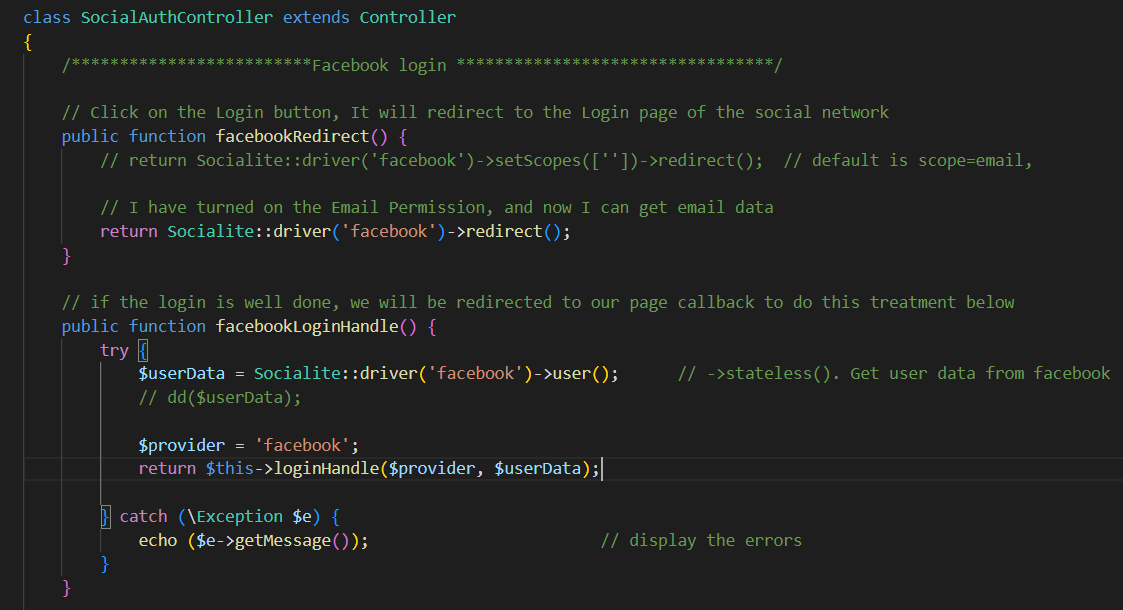 class SocialAuthController extends Controller
{
/*************************Facebook login *********************************/
// Click on the Login button, It will redirect to the Login page of the social network
public function facebookRedirect() {
// return Socialite::driver('facebook')->setScopes([''])->redirect();  // default is scope=email,
// I have turned on the Email Permission, and now I can get email data
return Socialite::driver('facebook')->redirect();
}
// if the login is well done, we will be redirected to our page callback to do this treatment below
public function facebookLoginHandle() {
try {
$userData = Socialite::driver('facebook')->user();      // ->stateless(). Get user data from facebook
// dd($userData);
$provider = 'facebook';
return $this->loginHandle($provider, $userData);
} catch (\Exception $e) {
echo ($e->getMessage());                        // display the errors
}
}